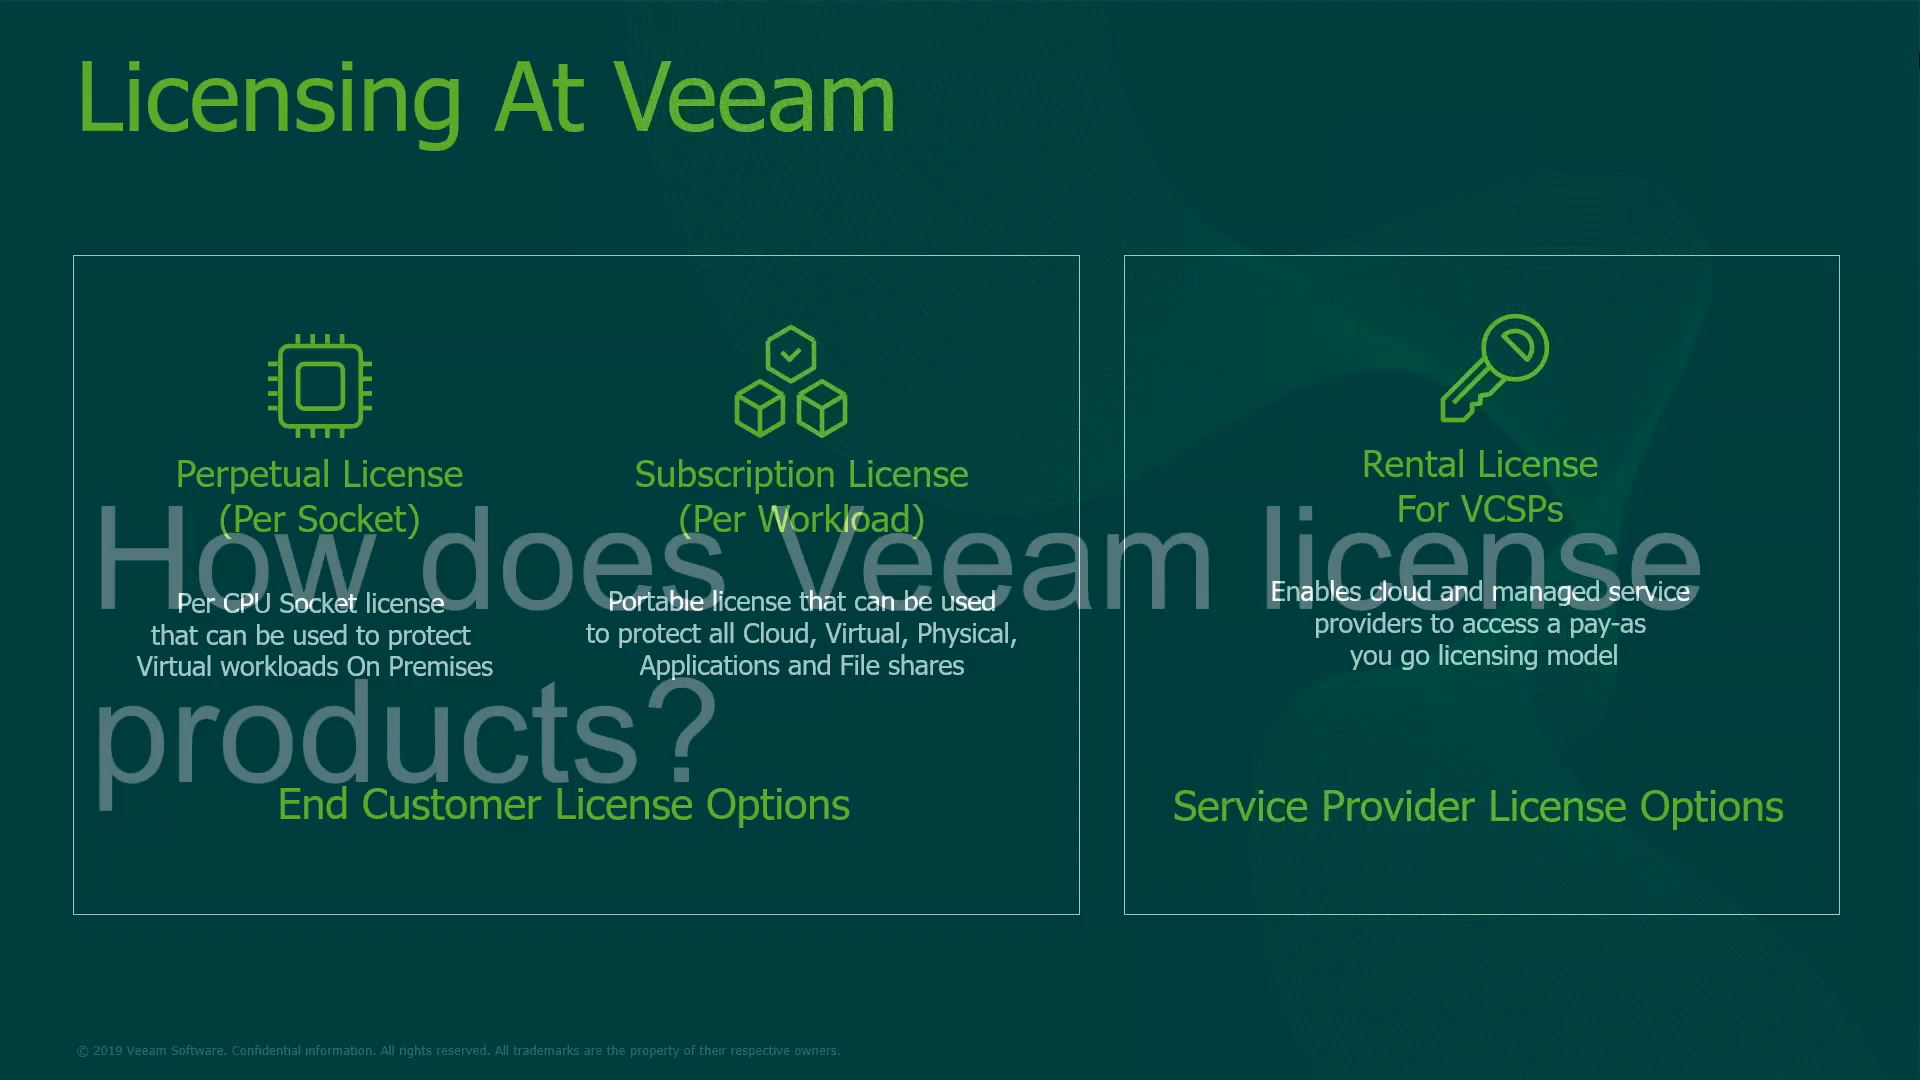 Licensing At Veeam
Perpetual License
(Per Socket)
Per CPU Socket license
that can be used to protect
Virtual workloads On Premises
Subscription License
(Per Workload)
Portable license that can be used
to protect all Cloud, Virtual, Physical,
Applications and File shares
End Customer License Options
Rental License
For VCSPs
Enables cloud and managed service
providers to access a pay-as
you go licensing model
Service Provider License Options
How does Veeam license
products?
© 2019 Veeam Software. Confidential information. All rights reserved. All trademarks are the property of their respective owners.